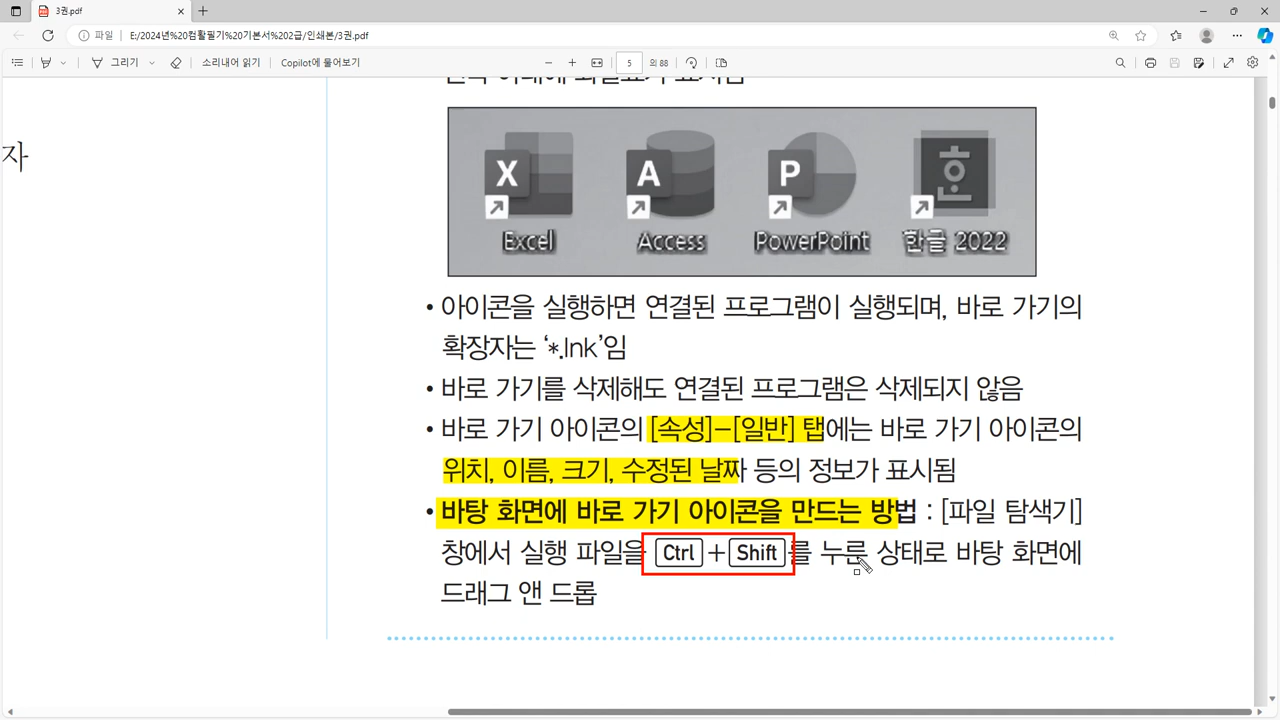 3권.pdf
파일 E:/2024년%20컴활필기%20기본서%202급/인쇄본/3권.pdf
그리기 소리내어 읽기 Copilot에 물어보기 5 의 88
자
Excel Access PowerPoint 한글 2022
• 아이콘을 실행하면 연결된 프로그램이 실행되며, 바로 가기의
확장자는 ‘*.lnk’임
• 바로 가기를 삭제해도 연결된 프로그램은 삭제되지 않음
• 바로 가기 아이콘의 [속성]-[일반] 탭에는 바로 가기 아이콘의
위치, 이름, 크기, 수정된 날짜 등의 정보가 표시됨
• 바탕 화면에 바로 가기 아이콘을 만드는 방법 : [파일 탐색기]
창에서 실행 파일을 Ctrl+Shift를 누른 상태로 바탕 화면에
드래그 앤 드롭